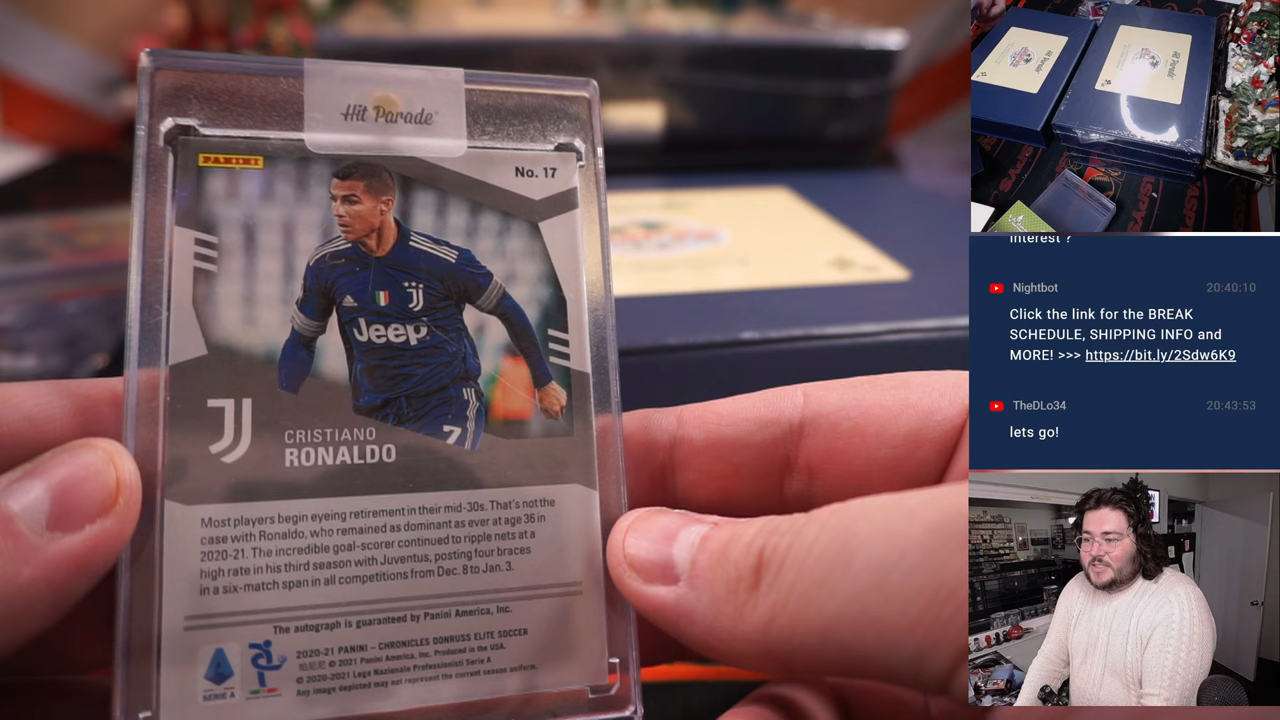 Hit Parade
PANINI
No. 17
Jeep
7
CRISTIANO
RONALDO
Most players begin eyeing retirement in their mid-30s. That's not the
case with Ronaldo, who remained as dominant as ever at age 36 in
2020-21. The incredible goal-scorer continued to ripple nets at a
high rate in his third season with Juventus, posting four braces
in a six-match span in all competitions from Dec. 8 to Jan. 3.
The autograph is guaranteed by Panini America, Inc.
2020-21 PANINI – CHRONICLES DONRUSS ELITE SOCCER
帕尼尼 © 2021 Panini America, Inc. Produced in the USA.
© 2020-2021 Lega Nazionale Professionisti Serie A
Any image depicted may not represent the current season uniform.
SERIE A
Hit Parade
Hit Parade
interest ?
Nightbot 20:40:10
Click the link for the BREAK
SCHEDULE, SHIPPING INFO and
MORE! >>> https://bit.ly/2Sdw6K9
TheDLo34 20:43:53
lets go!